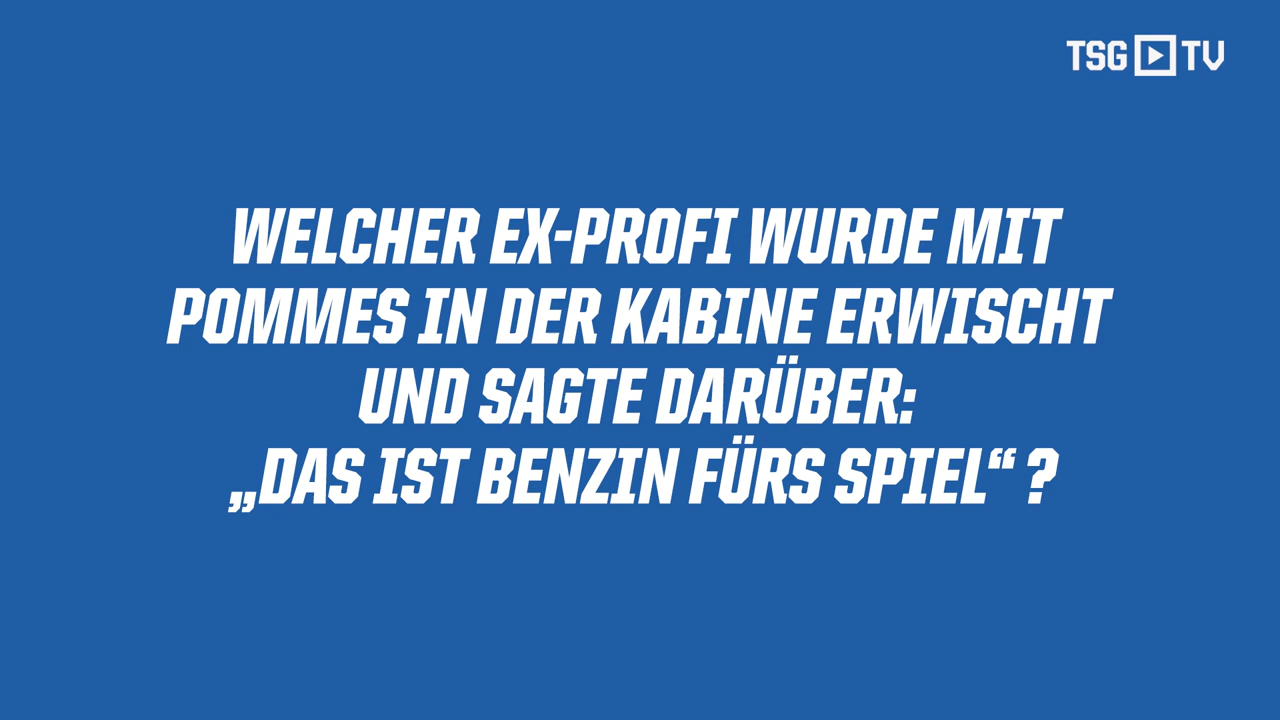 TSG TV
WELCHER EX-PROFI WURDE MIT
POMMES IN DER KABINE ERWISCHT
UND SAGTE DARÜBER:
„DAS IST BENZIN FÜRS SPIEL“ ?